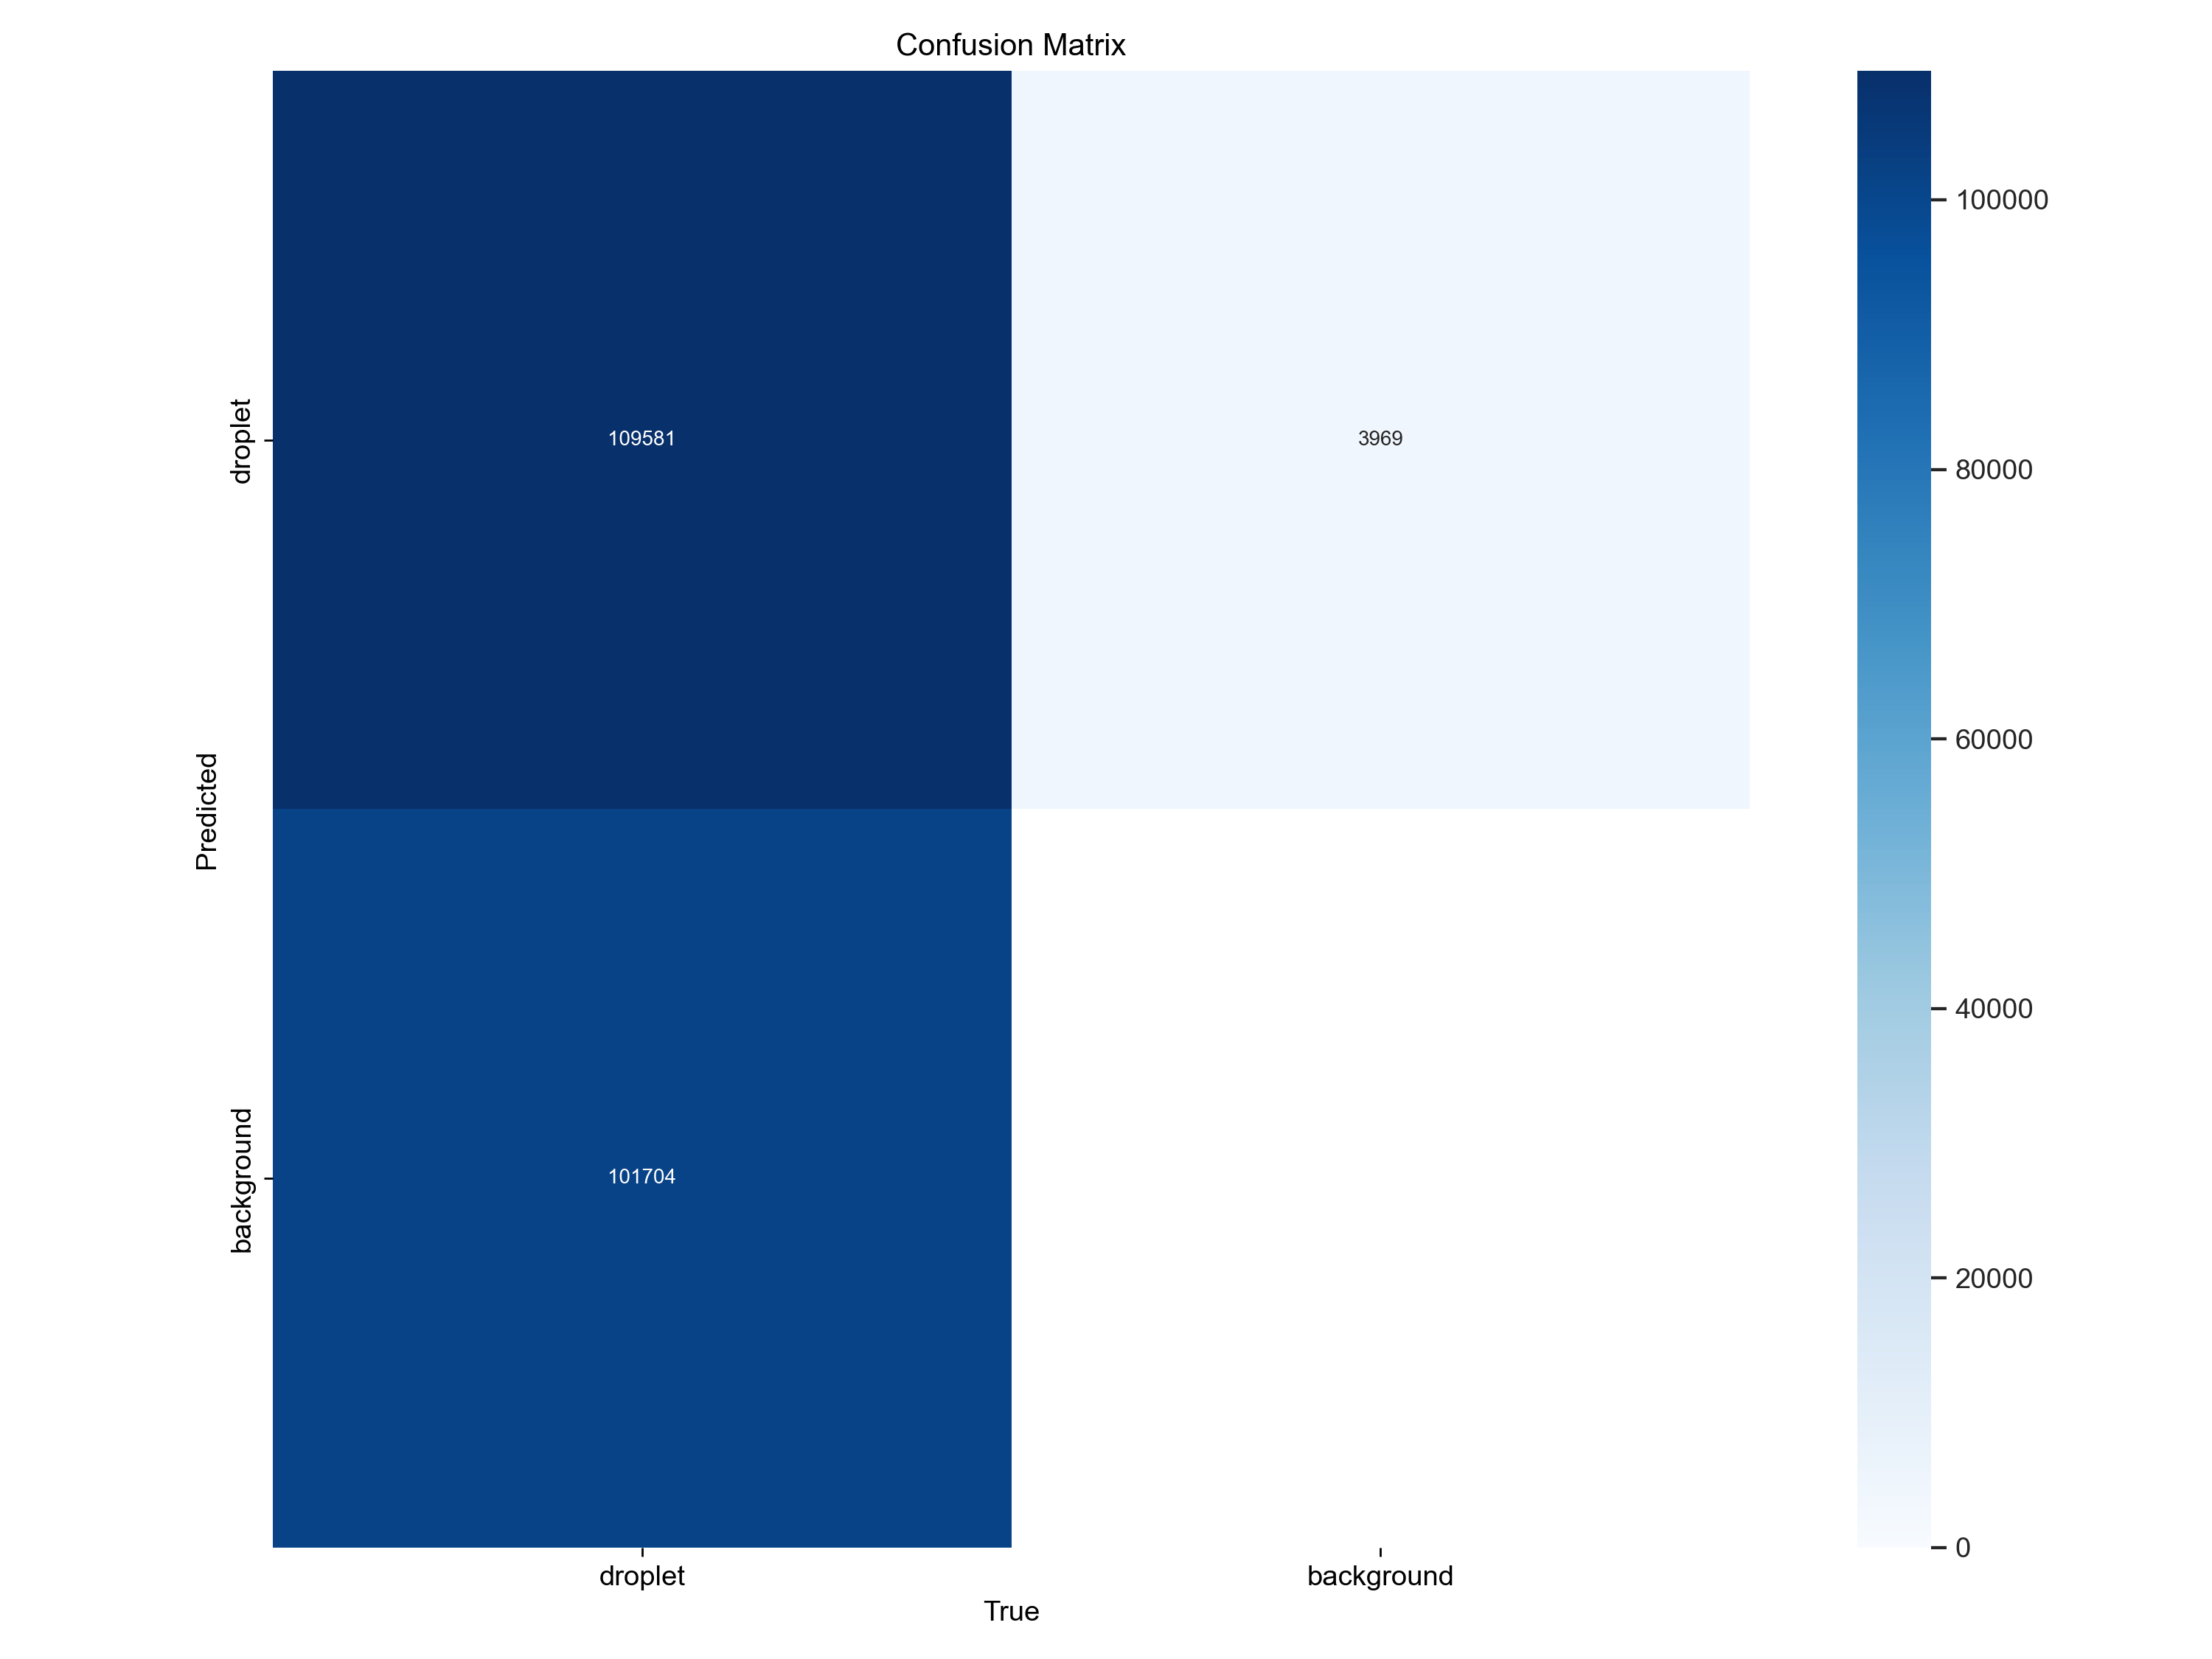 Confusion Matrix
droplet
109581
3969
Predicted
background
101704
droplet
background
True
100000
80000
60000
40000
20000
0